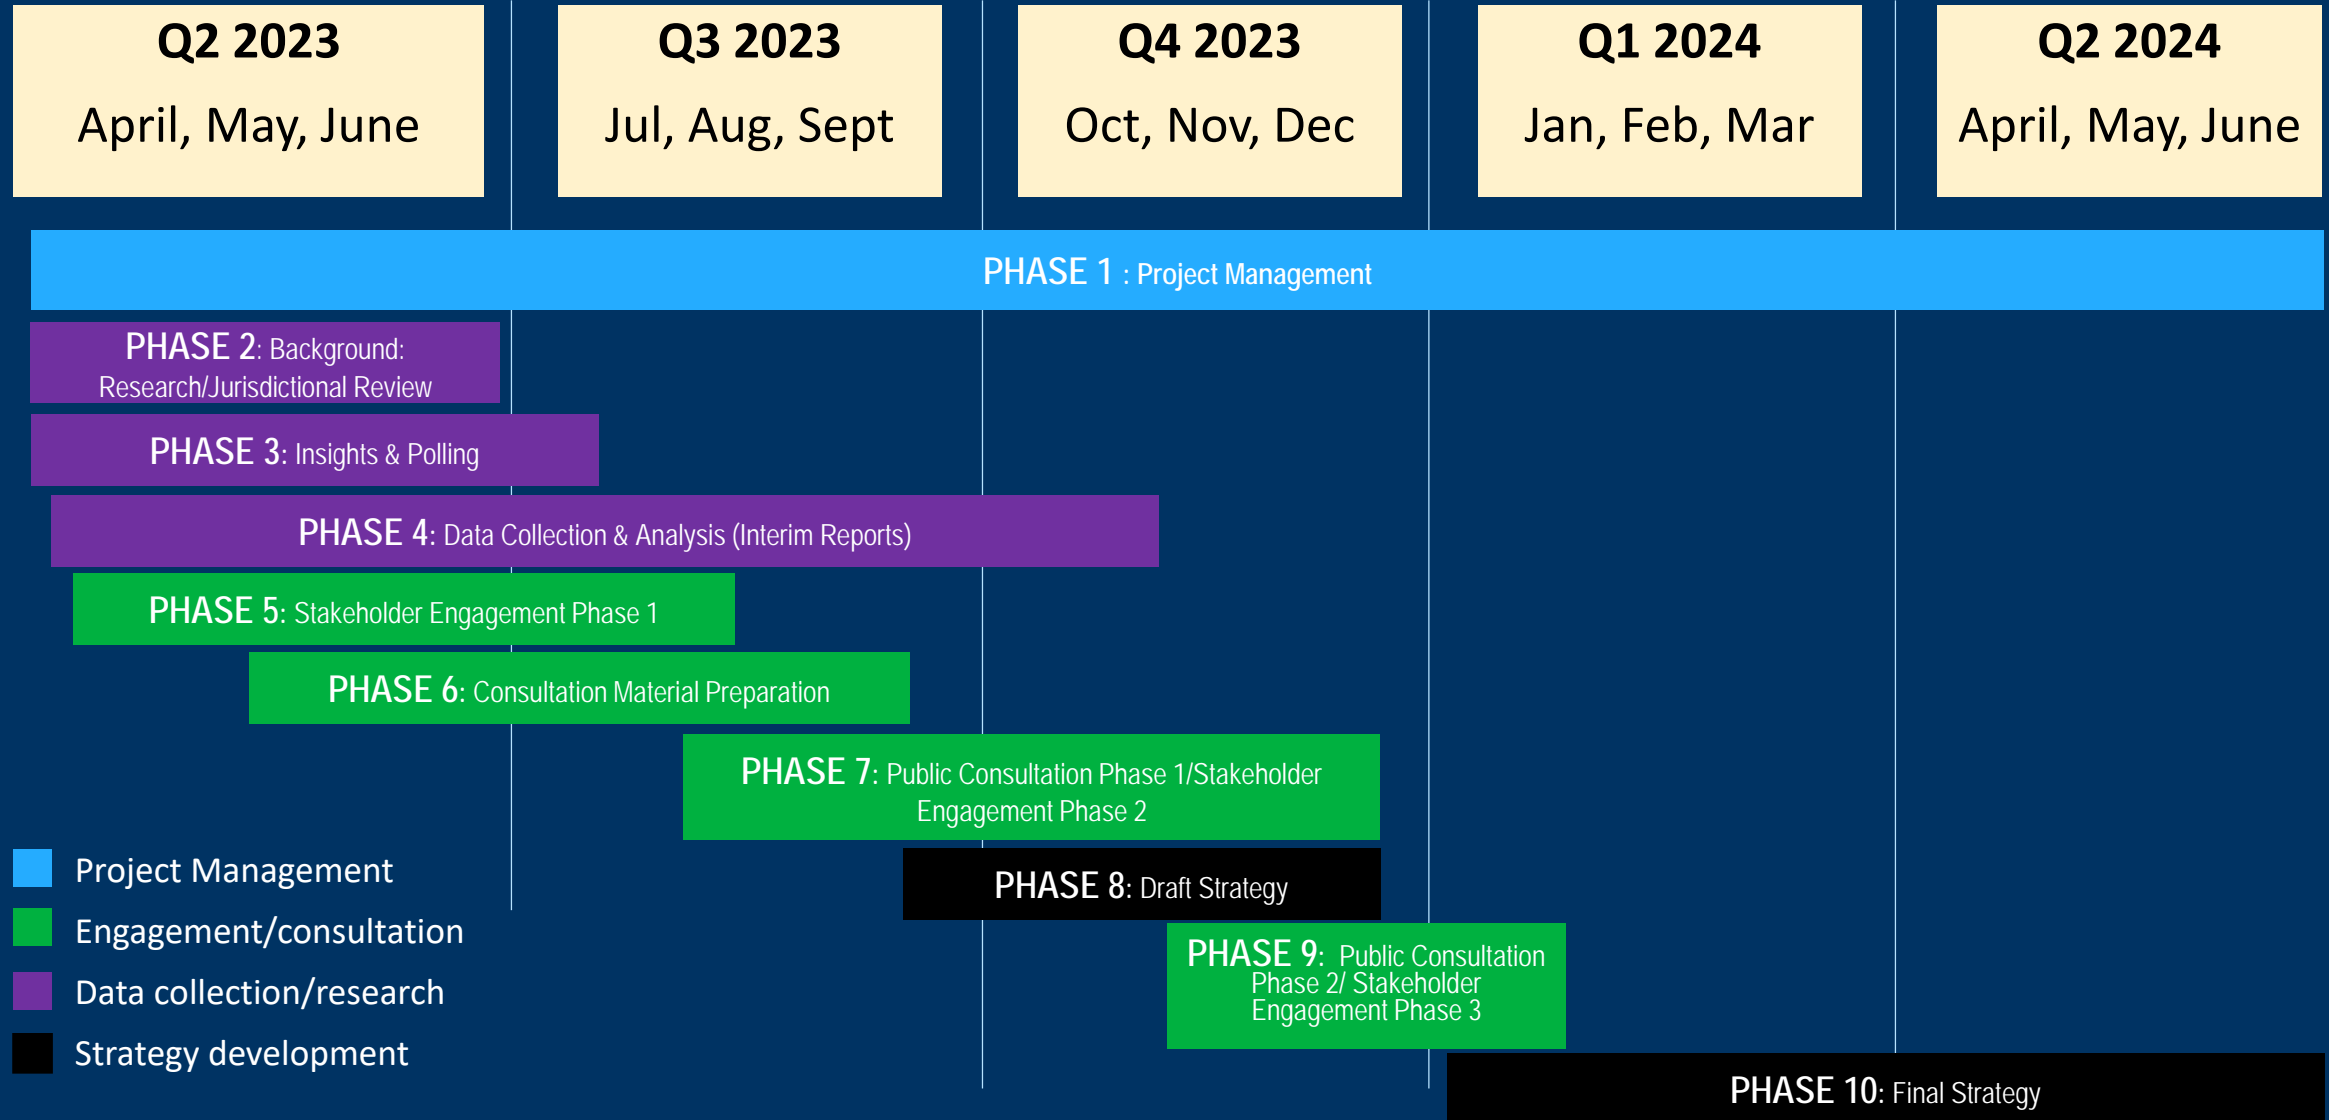 Q2 2023
April, May, June
Q3 2023
Jul, Aug, Sept
Q4 2023
Oct, Nov, Dec
Q1 2024
Jan, Feb, Mar
Q2 2024
April, May, June
PHASE 1 : Project Management
PHASE 2: Background:
Research/Jurisdictional Review
PHASE 3: Insights & Polling
PHASE 4: Data Collection & Analysis (Interim Reports)
PHASE 5: Stakeholder Engagement Phase 1
PHASE 6: Consultation Material Preparation
PHASE 7: Public Consultation Phase 1/Stakeholder
Engagement Phase 2
PHASE 8: Draft Strategy
PHASE 9: Public Consultation
Phase 2/ Stakeholder
Engagement Phase 3
PHASE 10: Final Strategy
Project Management
Engagement/consultation
Data collection/research
Strategy development